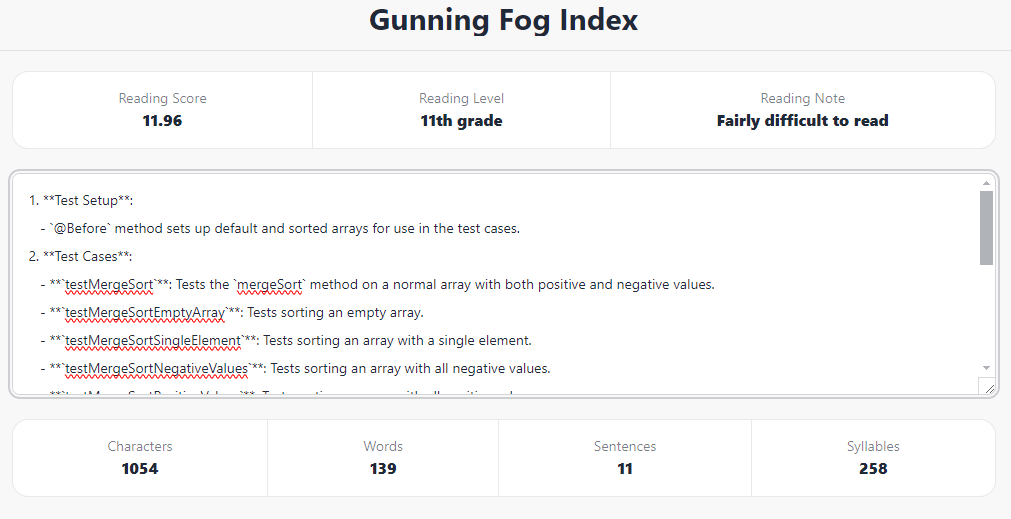 Gunning Fog Index
Reading Score
11.96
Reading Level
11th grade
Reading Note
Fairly difficult to read
1. **Test Setup**:
- `@Before` method sets up default and sorted arrays for use in the test cases.
2. **Test Cases**:
- **`testMergeSort`**: Tests the `mergeSort` method on a normal array with both positive and negative values.
- **`testMergeSortEmptyArray`**: Tests sorting an empty array.
- **`testMergeSortSingleElement`**: Tests sorting an array with a single element.
- **`testMergeSortNegativeValues`**: Tests sorting an array with all negative values.
Characters
1054
Words
139
Sentences
11
Syllables
258